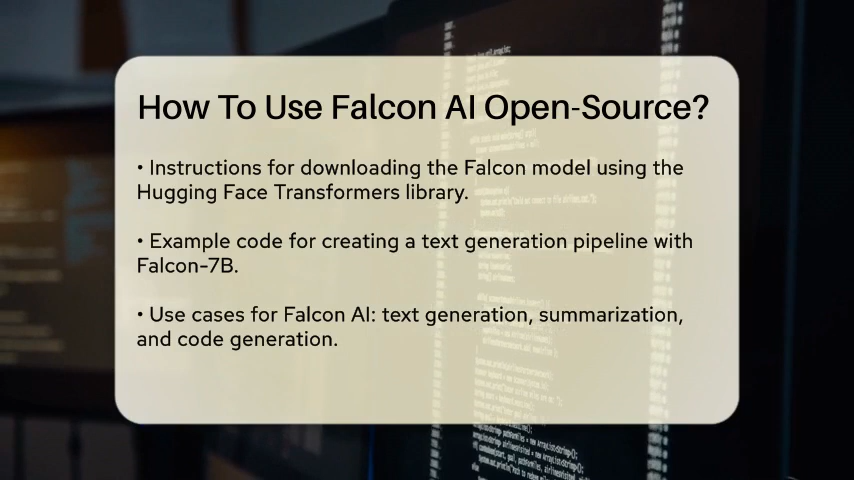 How To Use Falcon AI Open-Source?
• Instructions for downloading the Falcon model using the
Hugging Face Transformers library.
• Example code for creating a text generation pipeline with
Falcon-7B.
• Use cases for Falcon AI: text generation, summarization,
and code generation.